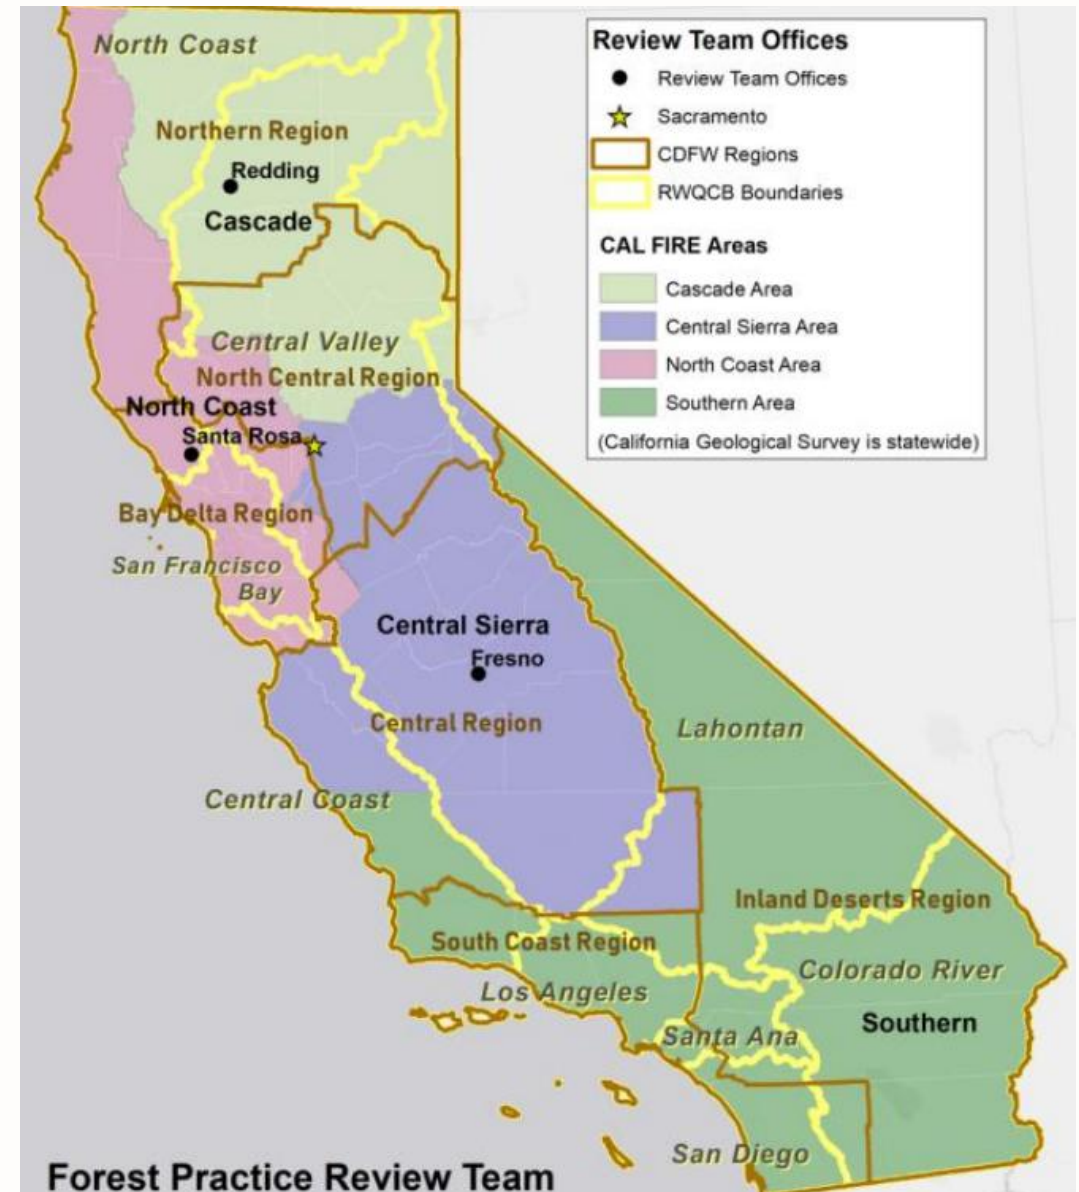 North Coast
Northern Region
Redding
Cascade
Central Valley
North Central Region
North Coast
Santa Rosa
Bay Delta Region
San Francisco
Bay
Central Sierra
Fresno
Central Region
Lahontan
Central Coast
Inland Deserts Region
South Coast Region
Colorado River
Los Angeles
Southern
Santa Ana
San Diego
Forest Practice Review Team
Review Team Offices
Review Team Offices
Sacramento
CDFW Regions
RWQCB Boundaries
CAL FIRE Areas
Cascade Area
Central Sierra Area
North Coast Area
Southern Area
(California Geological Survey is statewide)